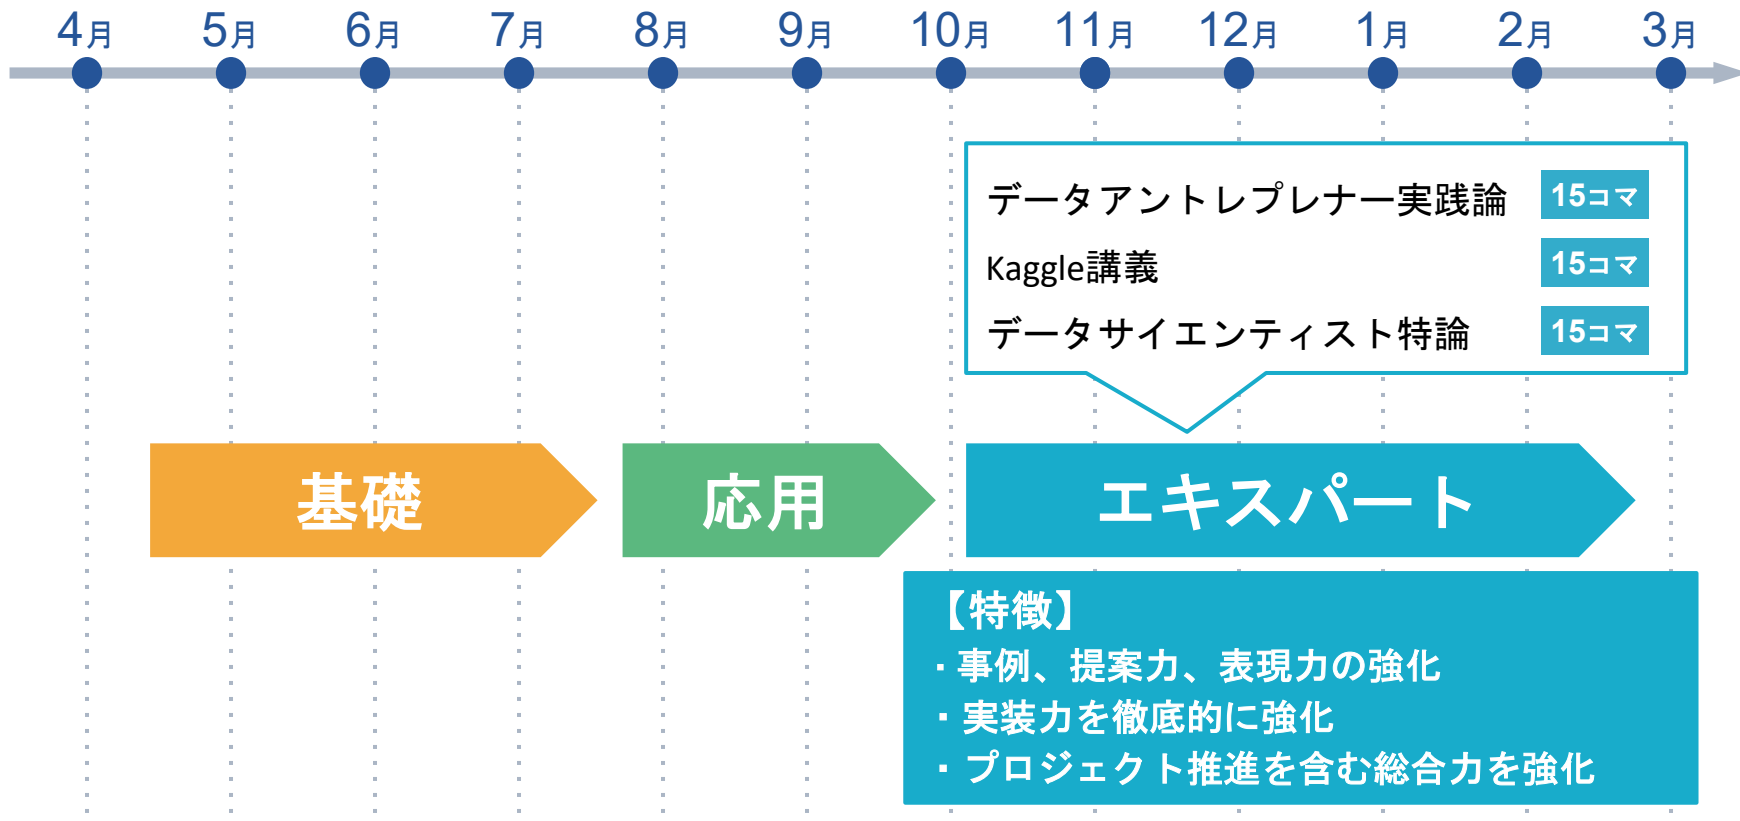 4月 5月 6月 7月 8月 9月 10月 11月 12月 1月 2月 3月
データアントレプレナー実践論 15コマ
Kaggle講義 15コマ
データサイエンティスト特論 15コマ
基礎 応用 エキスパート
【特徴】
・事例、提案力、表現力の強化
・実装力を徹底的に強化
・プロジェクト推進を含む総合力を強化